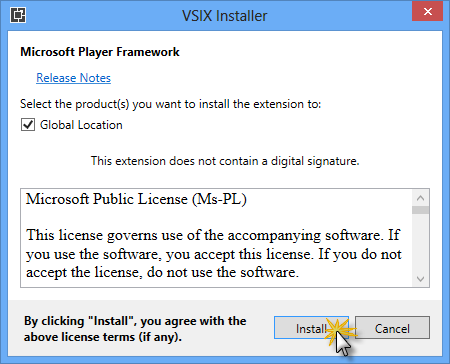 VSIX Installer
Microsoft Player Framework
Release Notes
Select the product(s) you want to install the extension to:
Global Location
This extension does not contain a digital signature.
Microsoft Public License (Ms-PL)
This license governs use of the accompanying software. If
you use the software, you accept this license. If you do not
accept the license, do not use the software.
By clicking "Install", you agree with the
above license terms (if any).
Install
Cancel